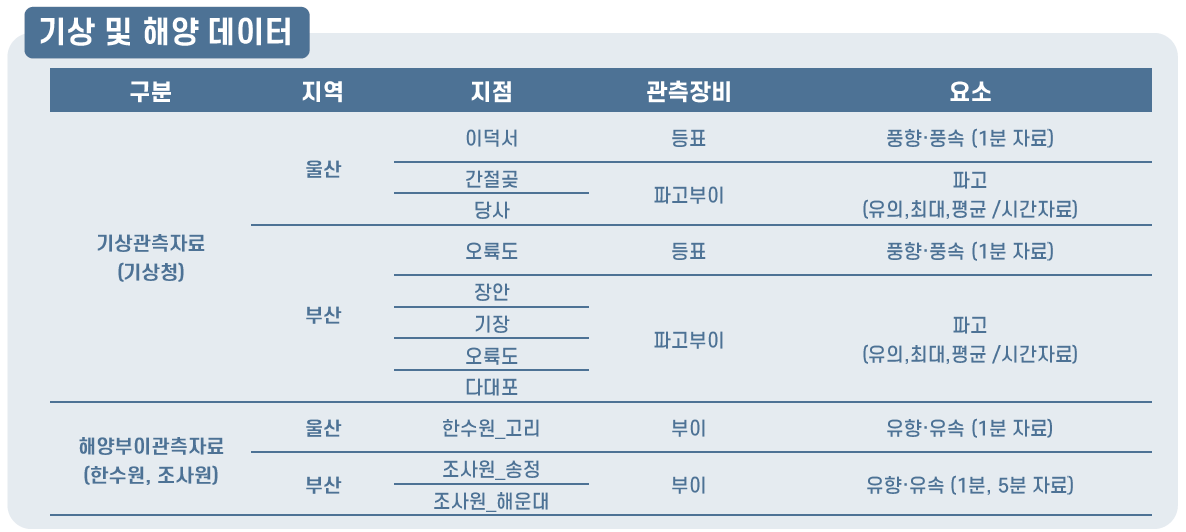 기상 및 해양 데이터
구분 지역 지점 관측장비 요소
기상관측자료
(기상청)
울산
이덕서 등표 풍향·풍속 (1분 자료)
간절곶
당사
파고부이
파고
(유의,최대,평균 /시간자료)
부산
오륙도 등표 풍향·풍속 (1분 자료)
장안
기장
오륙도
다대포
파고부이
파고
(유의,최대,평균 /시간자료)
해양부이관측자료
(한수원, 조사원)
울산 한수원_고리 부이 유향·유속 (1분 자료)
부산
조사원_송정
조사원_해운대
부이 유향·유속 (1분, 5분 자료)